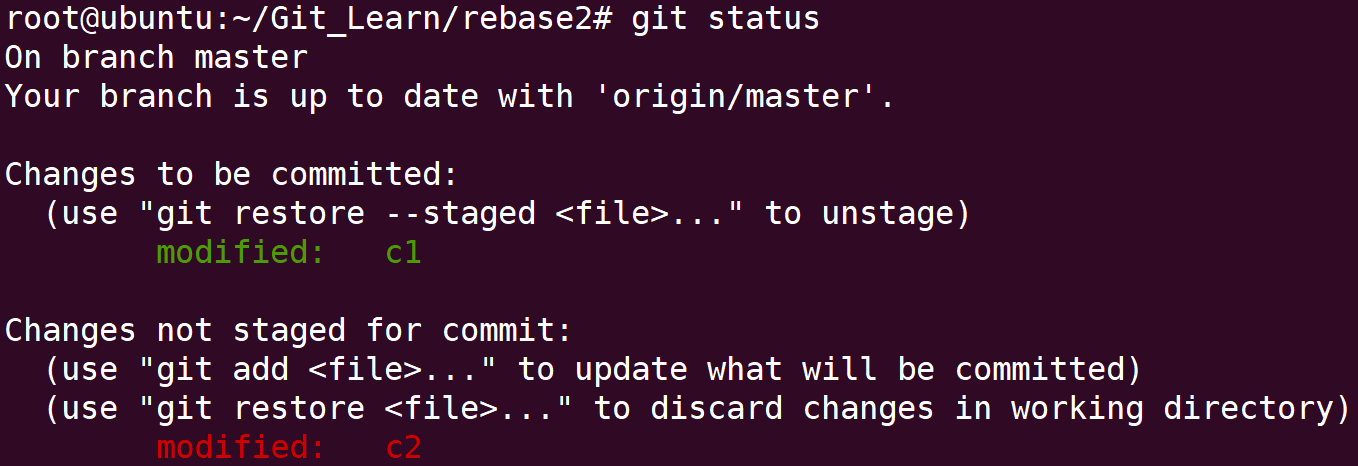 root@ubuntu:~/Git_Learn/rebase2# git status
On branch master
Your branch is up to date with 'origin/master'.

Changes to be committed:
  (use "git restore --staged <file>..." to unstage)
        modified:   c1

Changes not staged for commit:
  (use "git add <file>..." to update what will be committed)
  (use "git restore <file>..." to discard changes in working directory)
        modified:   c2